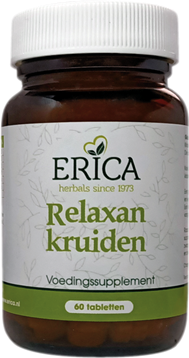 ERICA
herbals since 1973
Relaxan
kruiden
Voedingssupplement
60 tabletten